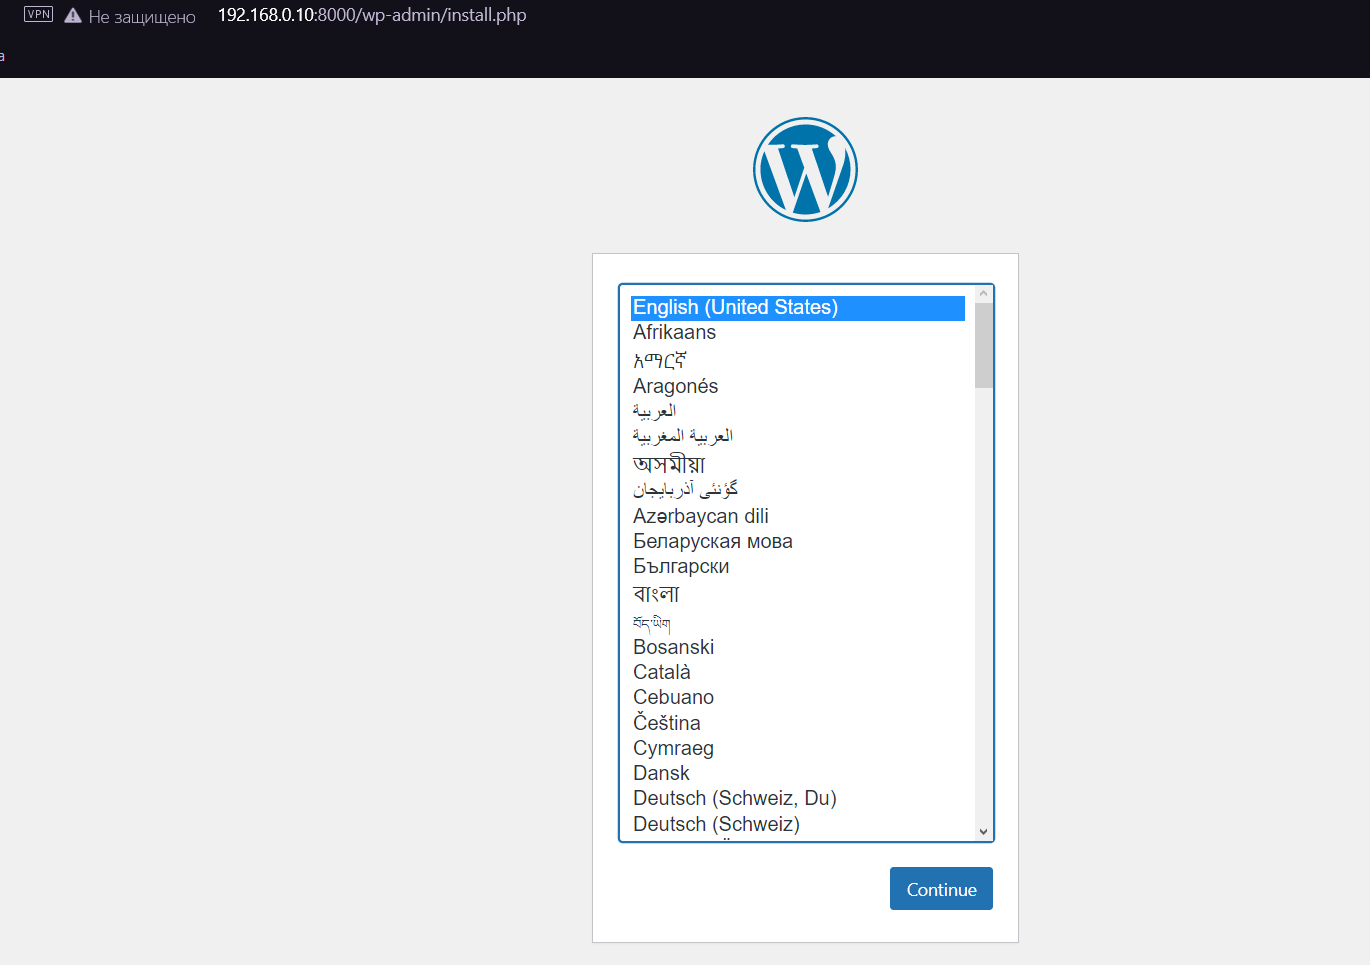 VPN Не защищено 192.168.0.10:8000/wp-admin/install.php
а
English (United States)
Afrikaans
አማርኛ
Aragonés
العربية
العربية المغربية
অসমীয়া
گؤنئی آذربایجان
Azərbaycan dili
Беларуская мова
Български
বাংলা
བོད་ཡིག
Bosanski
Català
Cebuano
Čeština
Cymraeg
Dansk
Deutsch (Schweiz, Du)
Deutsch (Schweiz)
Continue